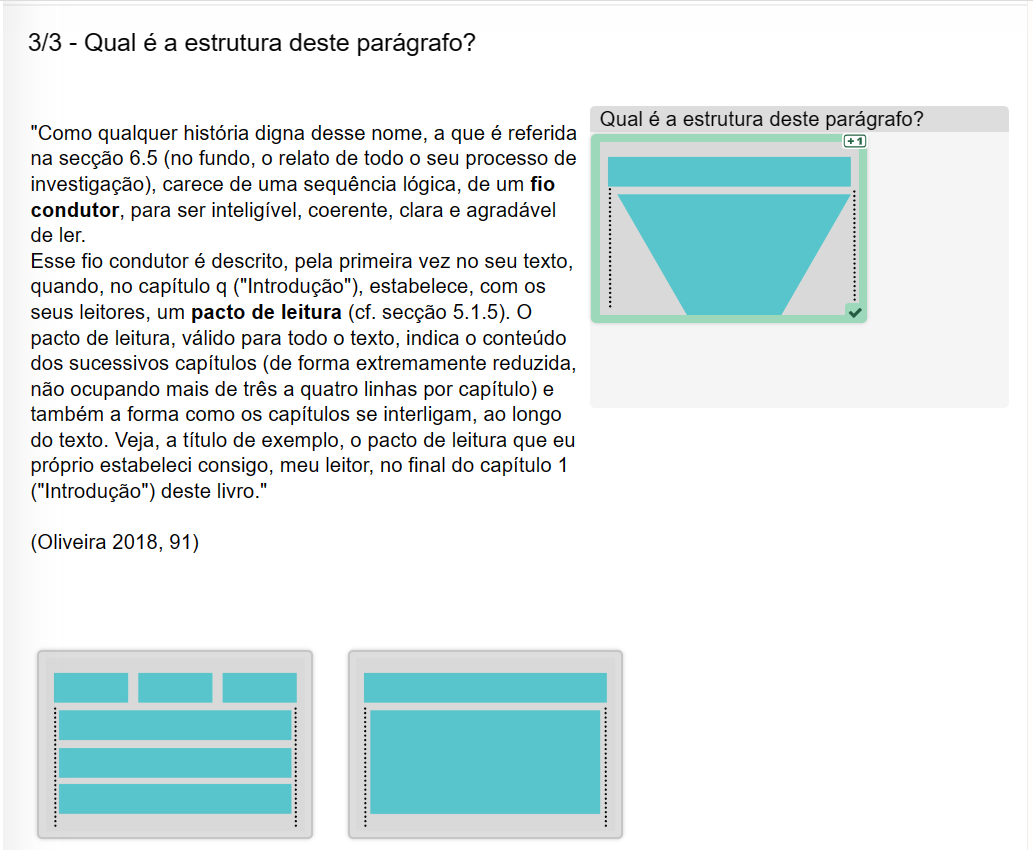 3/3 - Qual é a estrutura deste parágrafo?
"Como qualquer história digna desse nome, a que é referida
na secção 6.5 (no fundo, o relato de todo o seu processo de
investigação), carece de uma sequência lógica, de um fio
condutor, para ser inteligível, coerente, clara e agradável
de ler.
Esse fio condutor é descrito, pela primeira vez no seu texto,
quando, no capítulo q ("Introdução"), estabelece, com os
seus leitores, um pacto de leitura (cf. secção 5.1.5). O
pacto de leitura, válido para todo o texto, indica o conteúdo
dos sucessivos capítulos (de forma extremamente reduzida,
não ocupando mais de três a quatro linhas por capítulo) e
também a forma como os capítulos se interligam, ao longo
do texto. Veja, a título de exemplo, o pacto de leitura que eu
próprio estabeleci consigo, meu leitor, no final do capítulo 1
("Introdução") deste livro."
(Oliveira 2018, 91)
Qual é a estrutura deste parágrafo?
+1